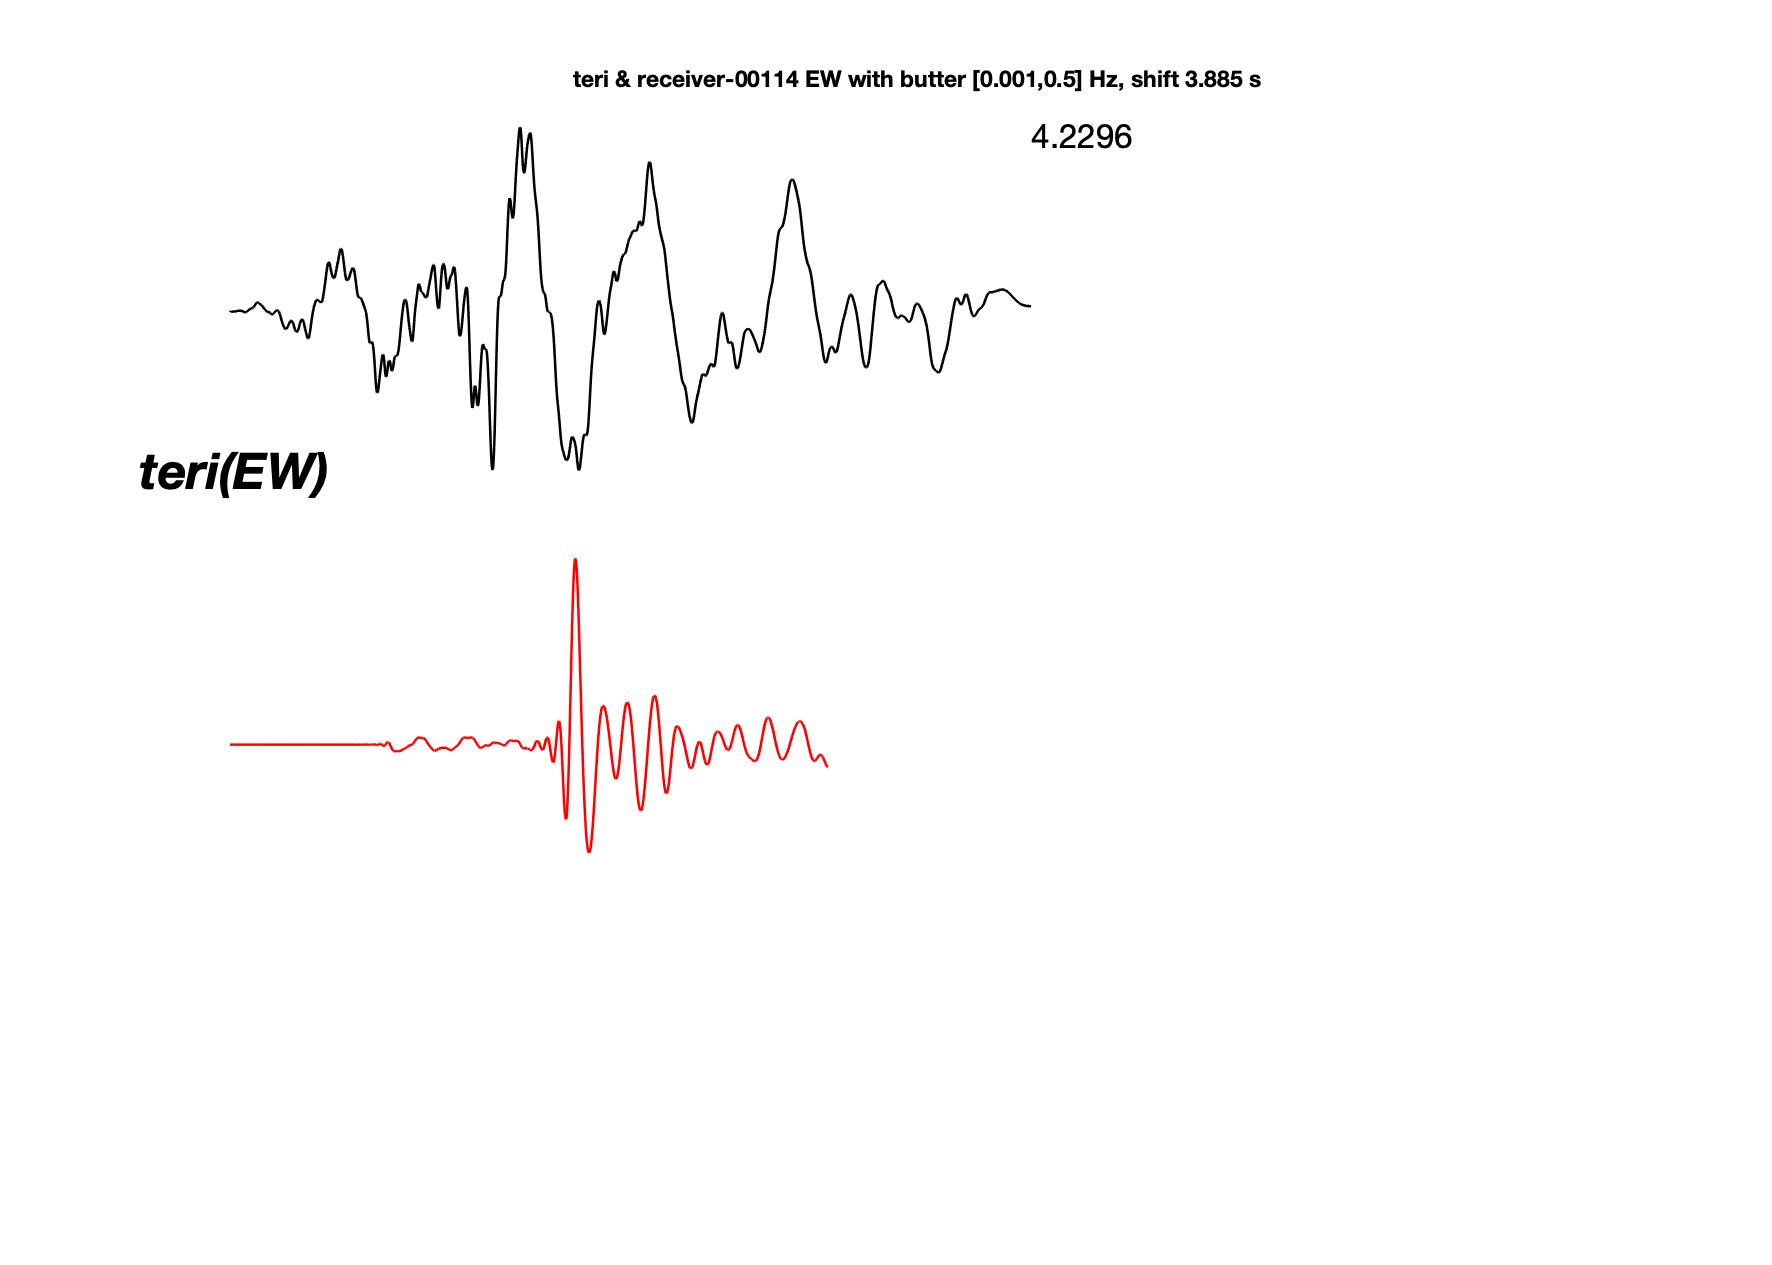 teri & receiver-00114 EW with butter [0.001,0.5] Hz, shift 3.885 s
4.2296
teri(EW)